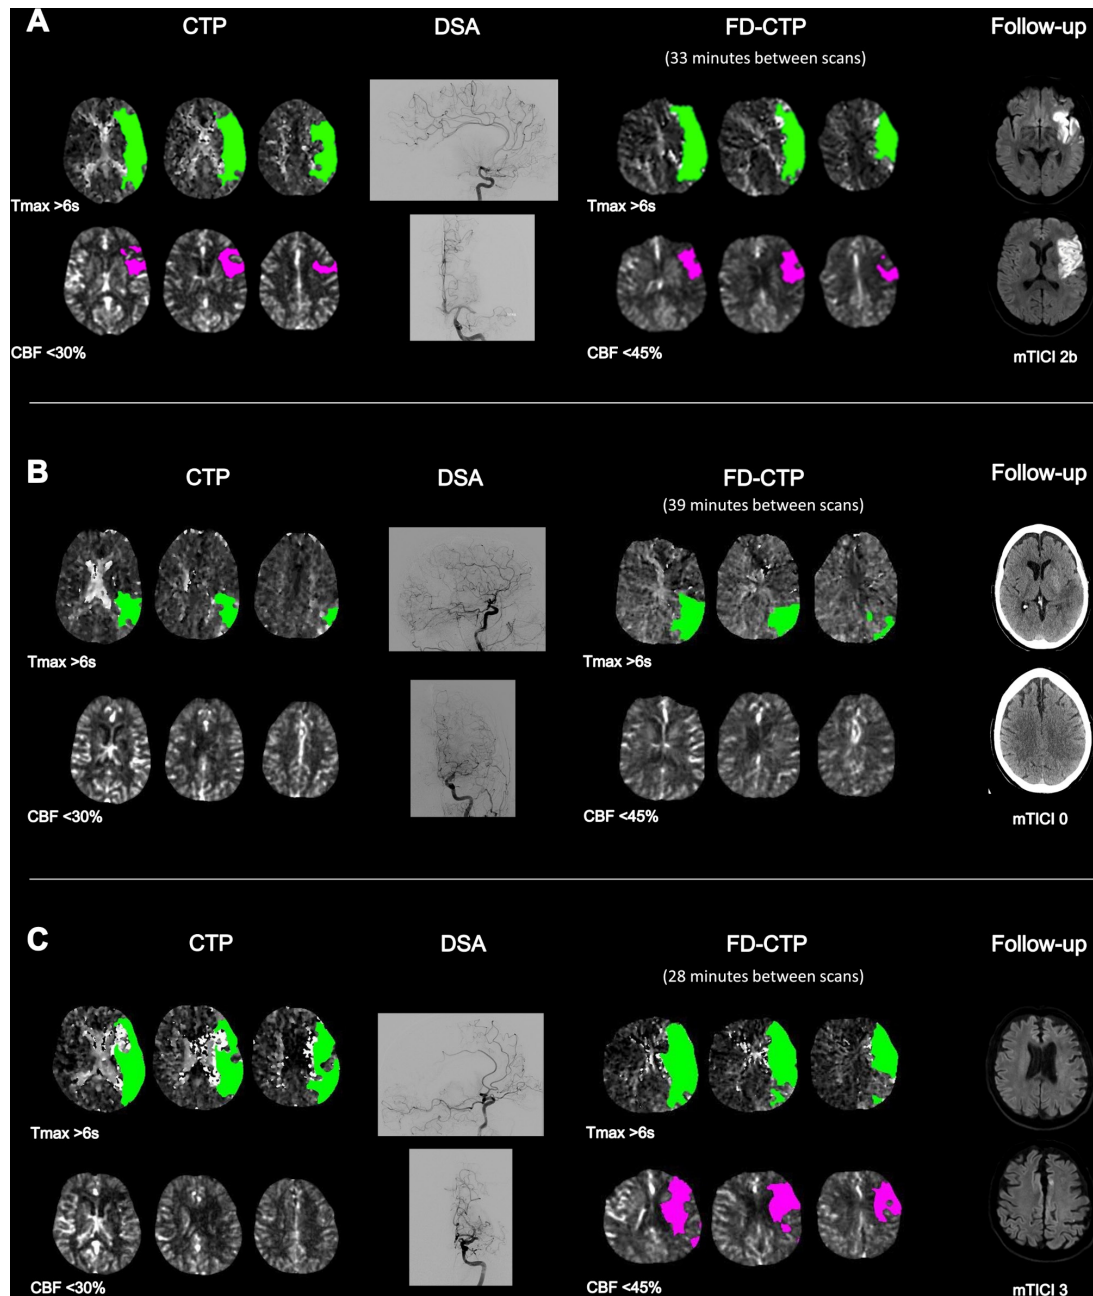 A
CTP
DSA
FD-CTP
Follow-up
(33 minutes between scans)
Tmax >6s
Tmax >6s
CBF <30%
CBF <45%
mTICI 2b
B
CTP
DSA
FD-CTP
Follow-up
(39 minutes between scans)
Tmax >6s
Tmax >6s
CBF <30%
CBF <45%
mTICI 0
C
CTP
DSA
FD-CTP
Follow-up
(28 minutes between scans)
Tmax >6s
Tmax >6s
CBF <30%
CBF <45%
mTICI 3